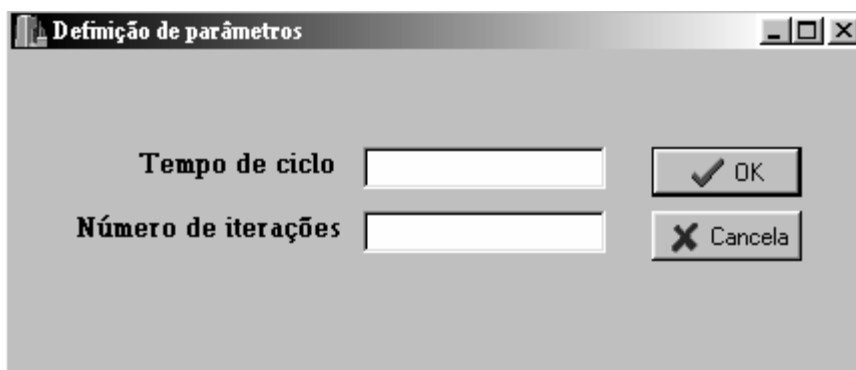 Definição de parâmetros
Tempo de ciclo
OK
Número de iterações
Cancela